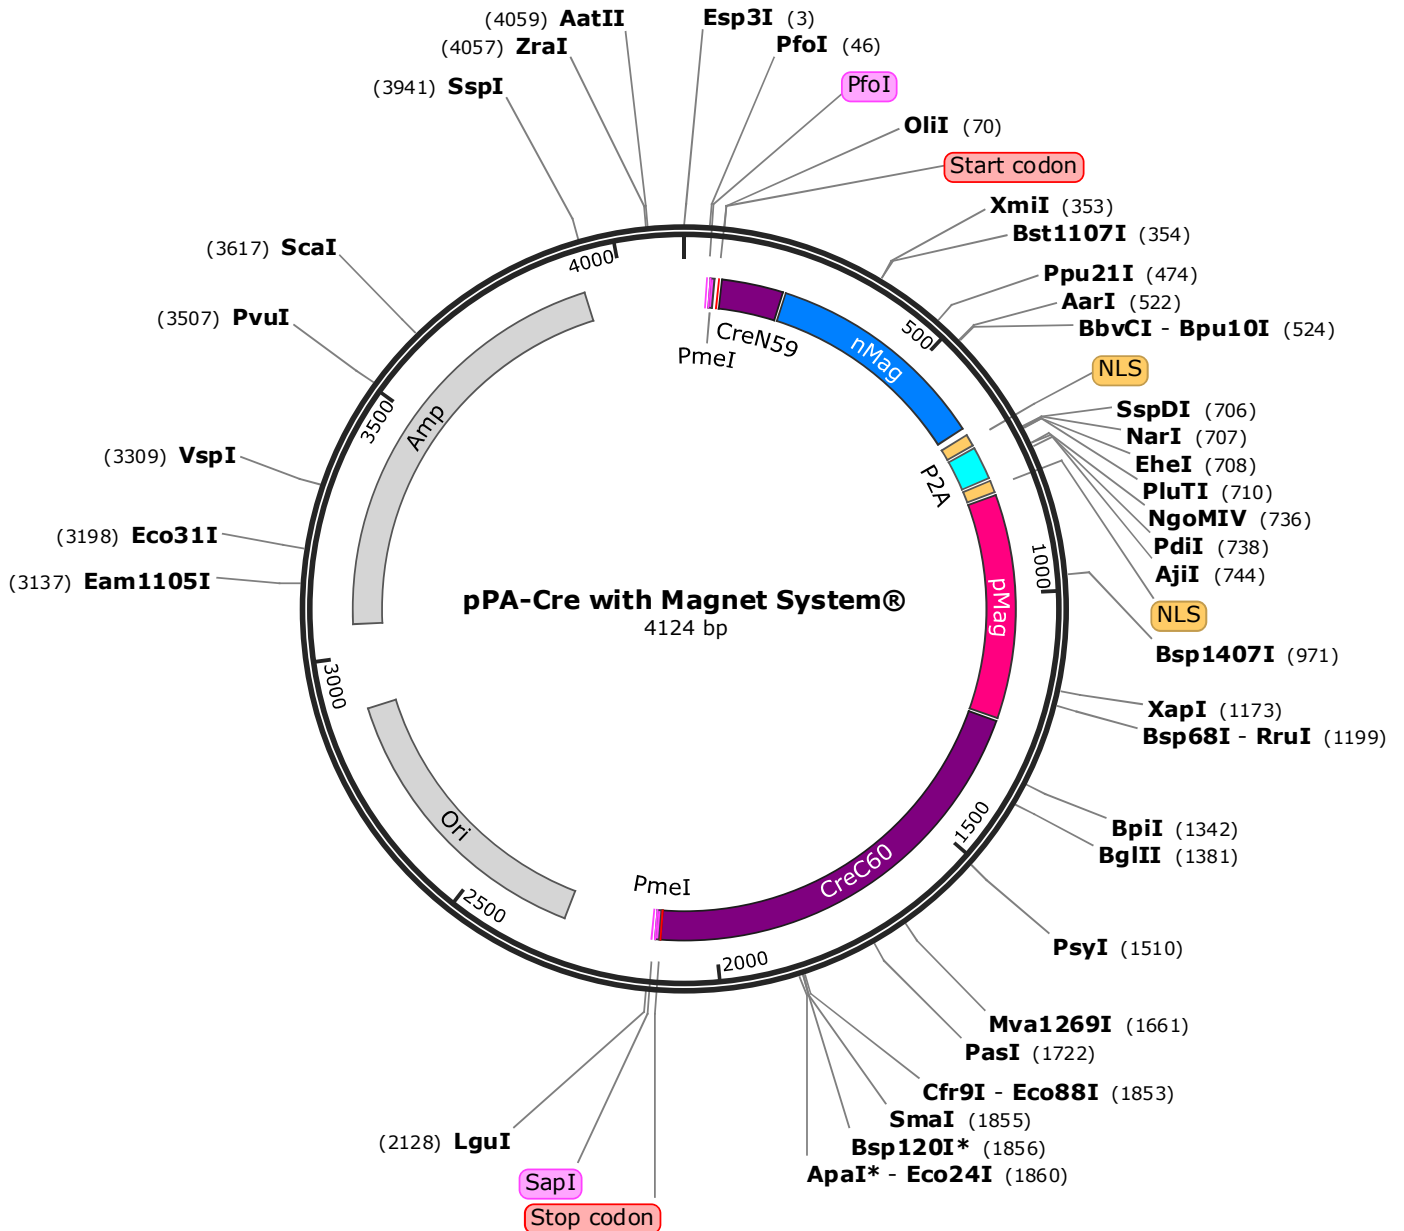 (4059) AatII
Esp3I (3)
(4057) ZraI
PfoI (46)
(3941) SspI
PfoI
OliI (70)
Start codon
XmiI (353)
Bst1107I (354)
(3617) ScaI
4000
Ppu21I (474)
AarI (522)
(3507) PvuI
BbvCI - Bpu10I (524)
500
CreN59
nMag
PmeI
NLS
SspDI (706)
3500
Amp
NarI (707)
(3309) VspI
EheI (708)
P2A
PluTI (710)
NgoMIV (736)
(3198) Eco31I
PdiI (738)
1000
AjiI (744)
(3137) Eam1105I
pPA-Cre with Magnet System®
4124 bp
pMag
NLS
Bsp1407I (971)
3000
XapI (1173)
Bsp68I - RruI (1199)
Ori
1500
BpiI (1342)
BglII (1381)
CreC60
PmeI
2500
PsyI (1510)
2000
Mva1269I (1661)
PasI (1722)
Cfr9I - Eco88I (1853)
SmaI (1855)
(2128) LguI
Bsp120I* (1856)
ApaI* - Eco24I (1860)
SapI
Stop codon